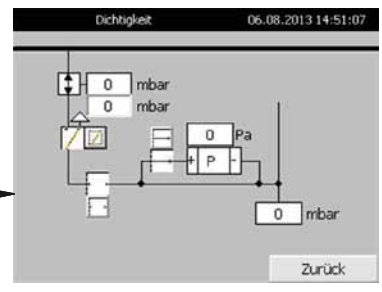 Dichtigkeit 06.08.2013 14:51:07
0 mbar
0 mbar
0 Pa
+ P -
0 mbar
Zurück